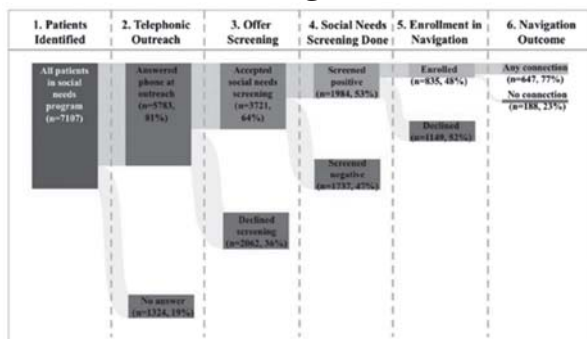 1. Patients
Identified
2. Telephonic
Outreach
3. Offer
Screening
4. Social Needs
Screening Done
5. Enrollment in
Navigation
6. Navigation
Outcome
All patients
in social
needs
program
(n=7107)
Answered
phone at
outreach
(n=5783,
81%)
Accepted
social needs
screening
(n=3721,
64%)
Screened
positive
(n=1984, 53%)
Enrolled
(n=835, 48%)
Any connection
(n=647, 77%)
No connection
(n=188, 23%)
Declined
(n=1149, 52%)
Screened
negative
(n=1737, 47%)
Declined
screening
(n=2062, 36%)
No answer
(n=1324, 19%)